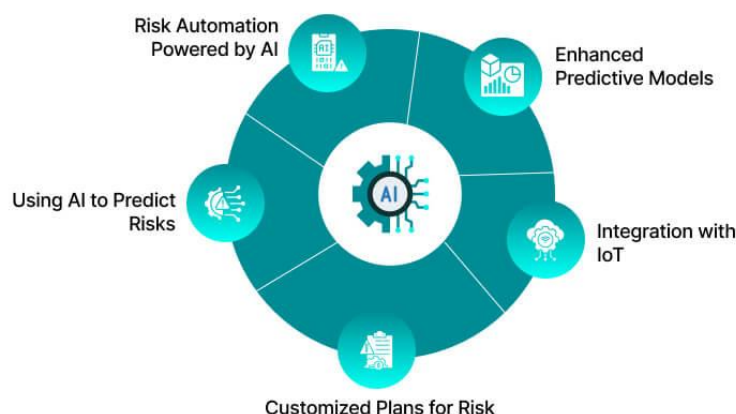 Risk Automation
Powered by AI
AI
Enhanced
Predictive Models
Using AI to Predict
Risks
AI
Integration with
IoT
Customized Plans for Risk